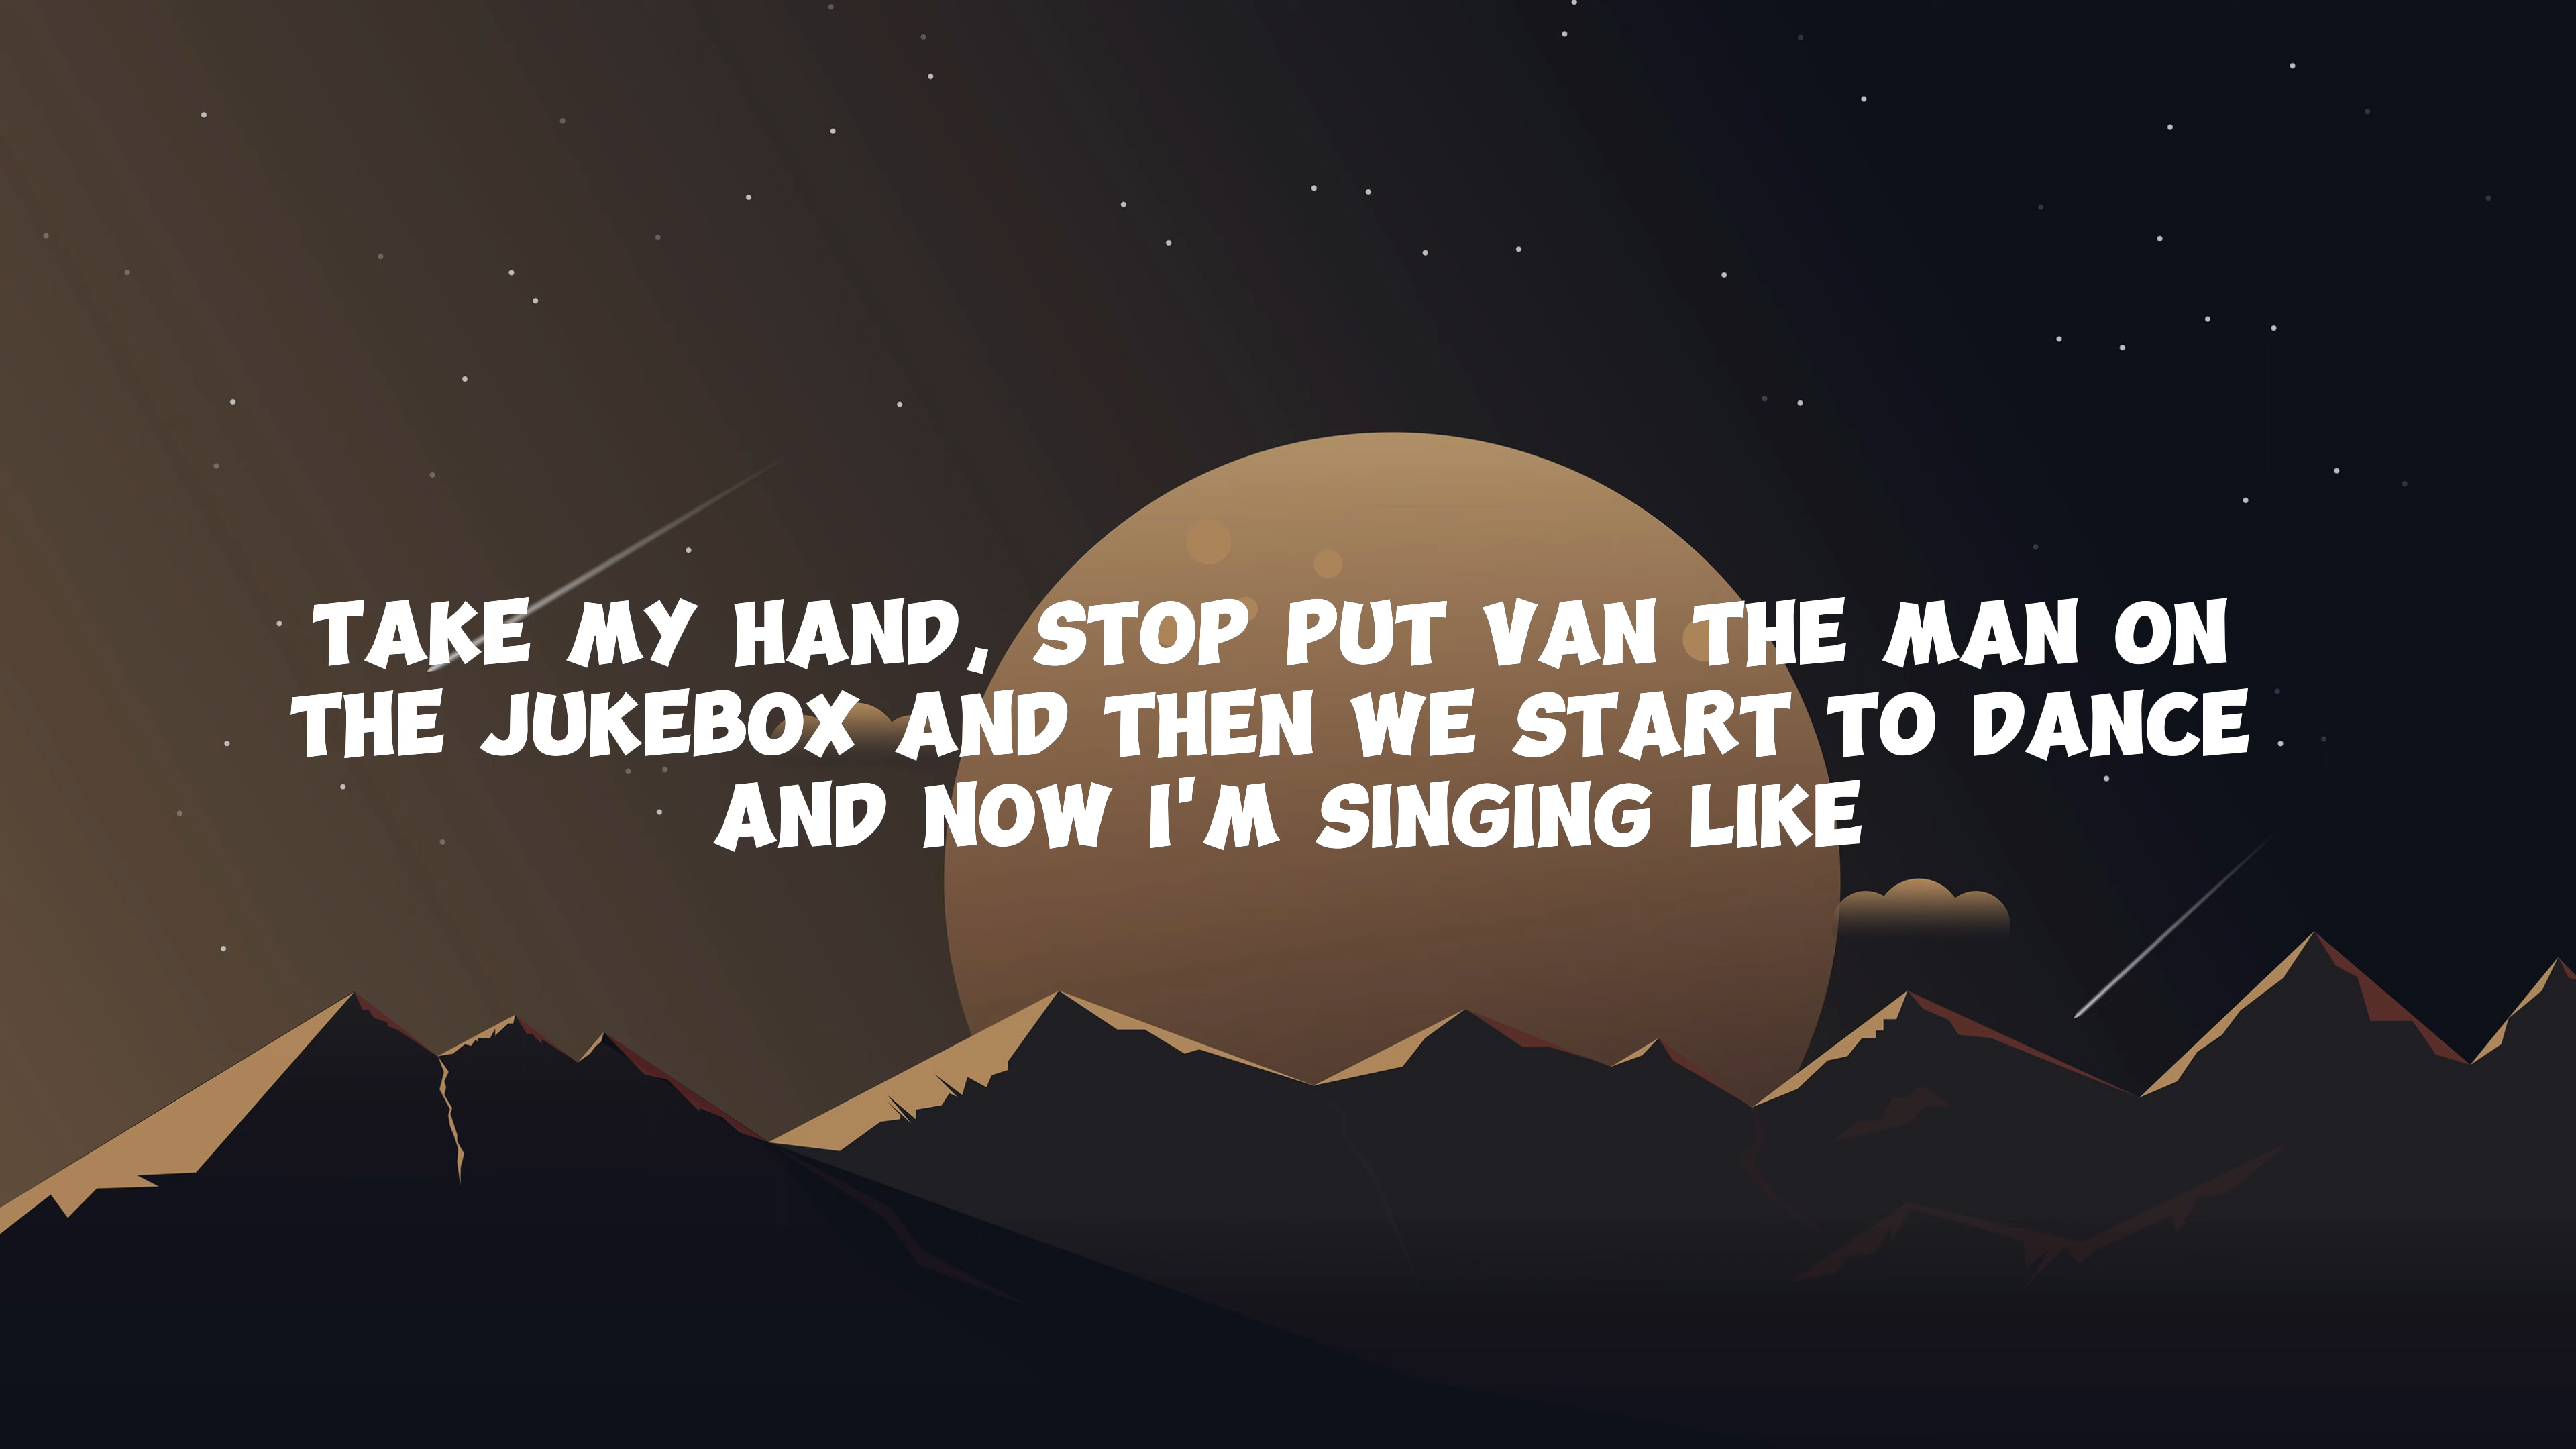 TAKE MY HAND, STOP PUT VAN THE MAN ON
THE JUKEBOX AND THEN WE START TO DANCE
AND NOW I'M SINGING LIKE